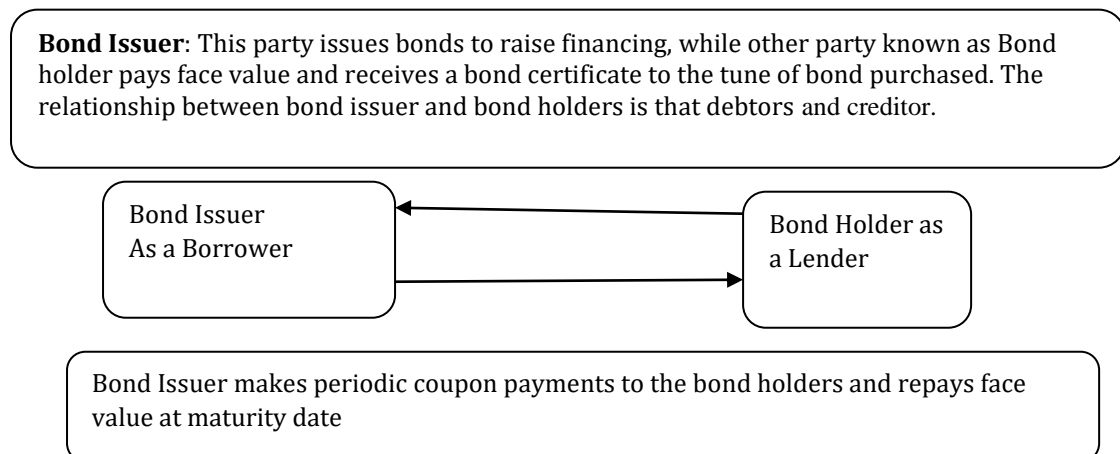 Bond Issuer: This party issues bonds to raise financing, while other party known as Bond
holder pays face value and receives a bond certificate to the tune of bond purchased. The
relationship between bond issuer and bond holders is that debtors and creditor.
Bond Issuer
As a Borrower
Bond Holder as
a Lender
Bond Issuer makes periodic coupon payments to the bond holders and repays face
value at maturity date